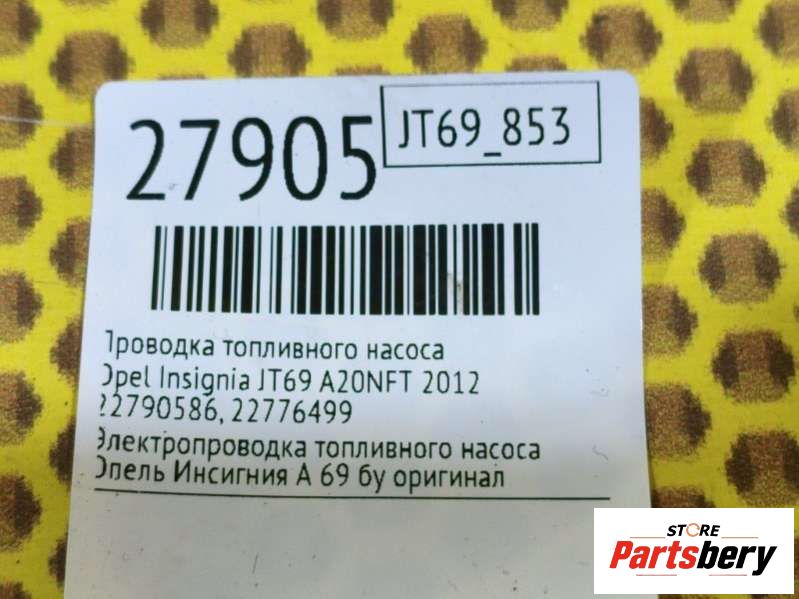 27905
JT69_853
Проводка топливного насоса
Opel Insignia JT69 A20NFT 2012
22790586, 22776499
Электропроводка топливного насоса
Опель Инсигния А 69 бу оригинал
STORE
Partsbery